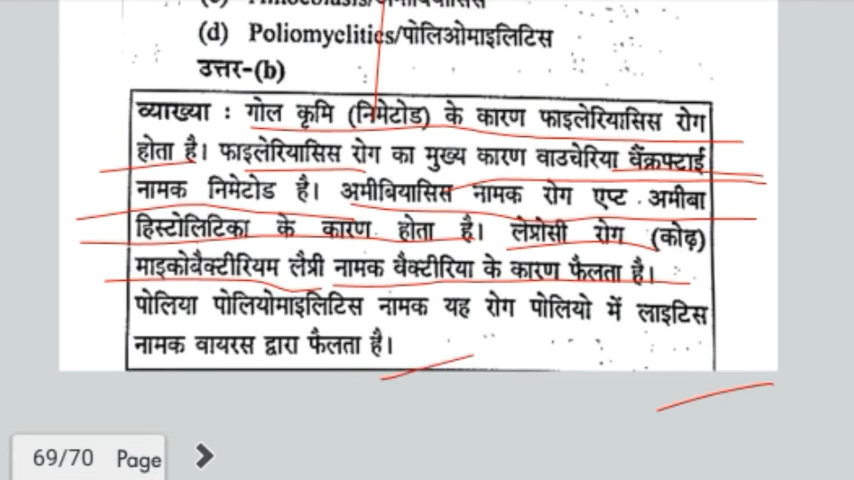 (d) Poliomyclitics/पोलिओमाइलिटिस
उत्तर-(b)
व्याख्या : गोल कृमि (निमेटोड) के कारण फाइलेरियासिस रोग
होता है। फाइलेरियासिस रोग का मुख्य कारण वाउचेरिया वैंक्रफ्टाई
नामक निमेटोड है। अमीबियासिस नामक रोग एण्ट अमीबा
हिस्टोलिटिका के कारण होता है। लेप्रोसी रोग (कोढ़)
माइकोबैक्टीरियम लैप्री नामक वैक्टीरिया के कारण फैलता है।
पोलिया पोलियोमाइलिटिस नामक यह रोग पोलियो में लाइटिस
नामक वायरस द्वारा फैलता है।
69/70 Page